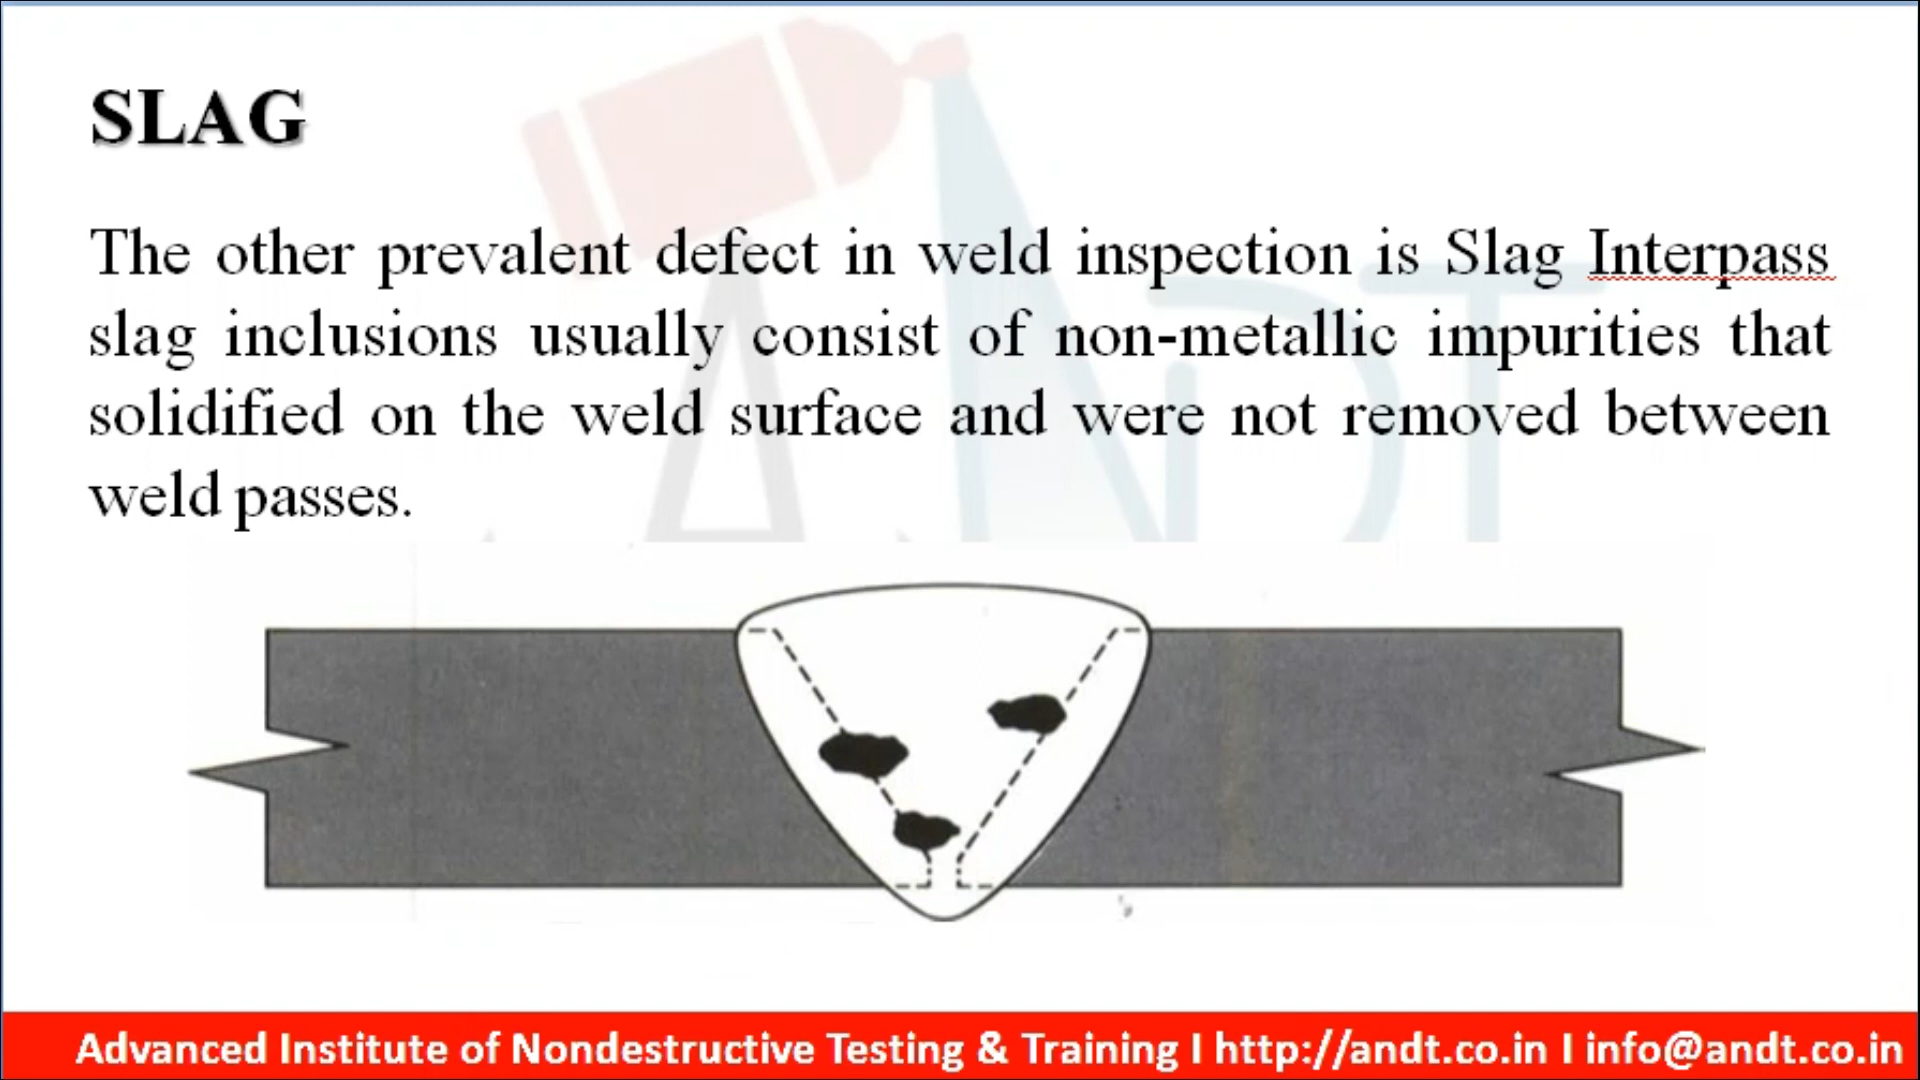 SLAG
The other prevalent defect in weld inspection is Slag Interpass
slag inclusions usually consist of non-metallic impurities that
solidified on the weld surface and were not removed between
weld passes.
ANDT
Advanced Institute of Nondestructive Testing & Training I http://andt.co.in I info@andt.co.in